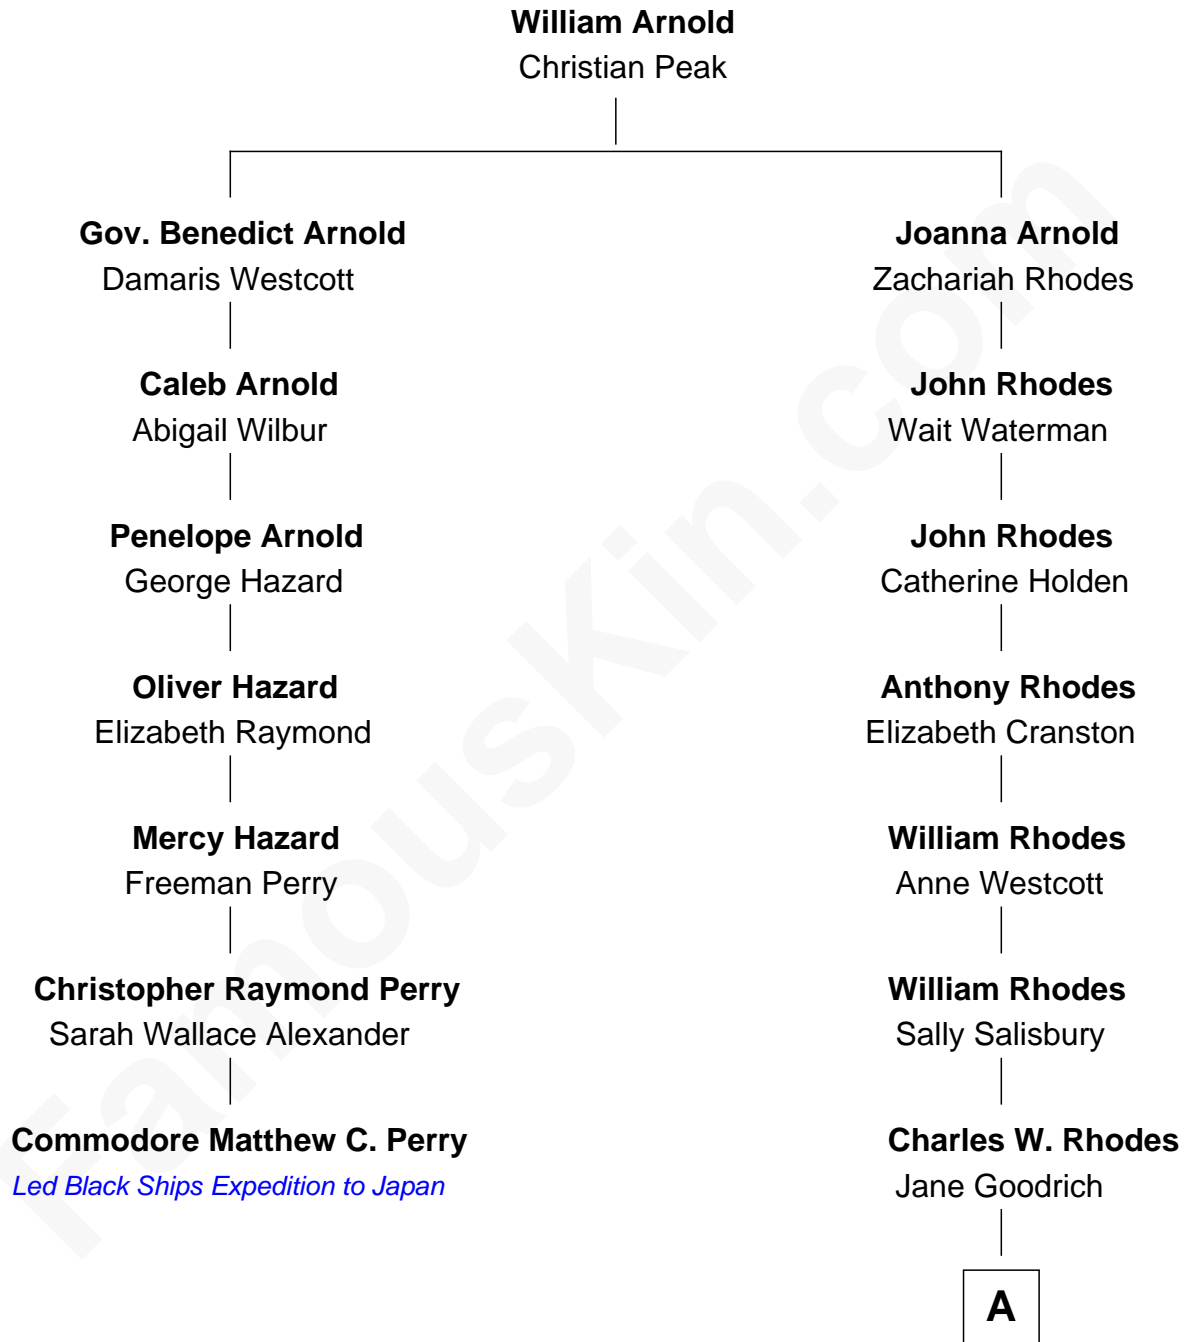 William Arnold
Christian Peak
Gov. Benedict Arnold
Damaris Westcott
Caleb Arnold
Abigail Wilbur
Penelope Arnold
George Hazard
Oliver Hazard
Elizabeth Raymond
Mercy Hazard
Freeman Perry
Christopher Raymond Perry
Sarah Wallace Alexander
Commodore Matthew C. Perry
Led Black Ships Expedition to Japan
Joanna Arnold
Zachariah Rhodes
John Rhodes
Wait Waterman
John Rhodes
Catherine Holden
Anthony Rhodes
Elizabeth Cranston
William Rhodes
Anne Westcott
William Rhodes
Sally Salisbury
Charles W. Rhodes
Jane Goodrich
A
FamousKin.com